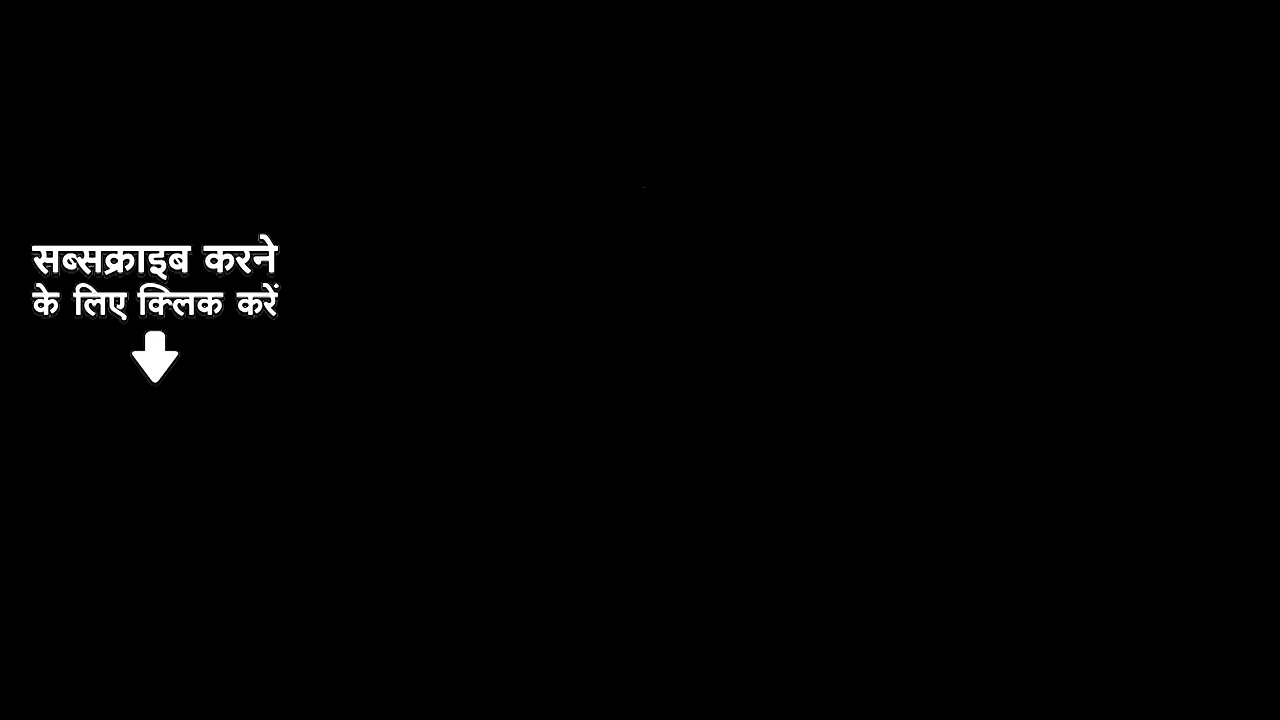 सब्सक्राइब करने
के लिए क्लिक करें